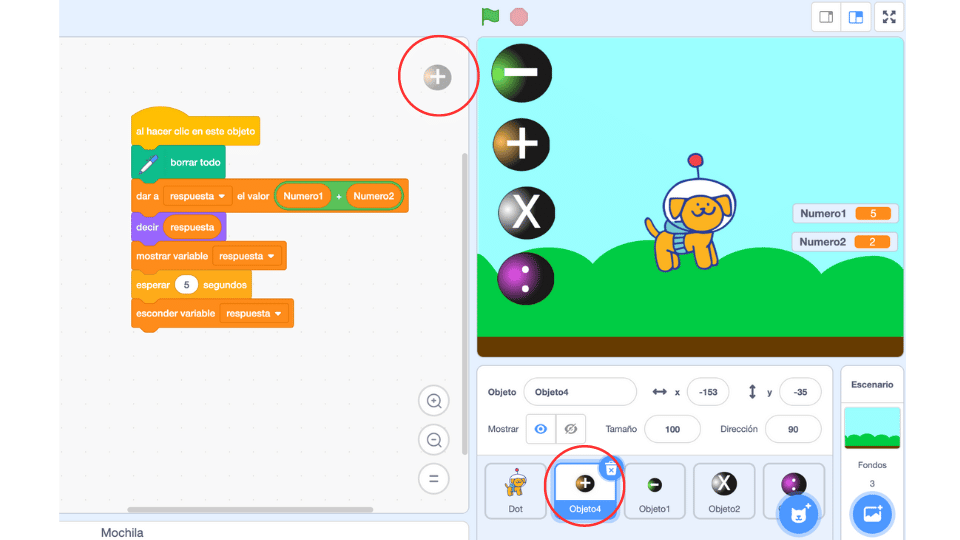 al hacer clic en este objeto
borrar todo
dar a respuesta el valor Numero1 + Numero2
decir respuesta
mostrar variable respuesta
esperar 5 segundos
esconder variable respuesta
Mochila
X
Numero1 5
Numero2 2
Objeto Objeto4 x -153 y -35
Mostrar Tamaño 100 Dirección 90
Dot
Objeto4
Objeto1
X
Objeto2
Escenario
Fondos
3